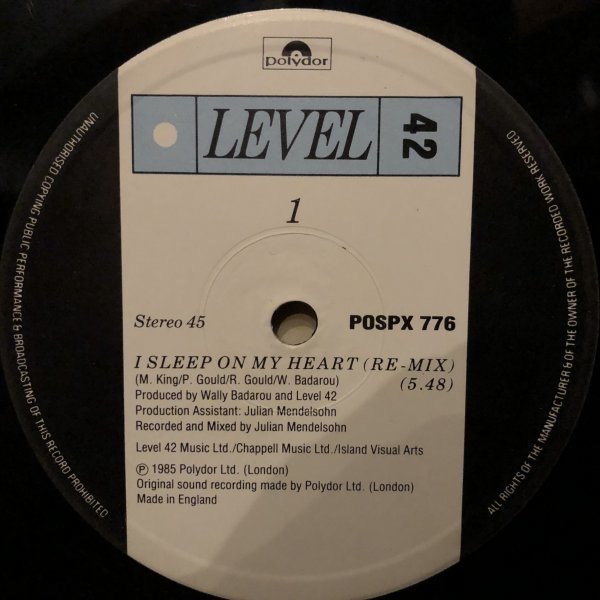 polydor
LEVEL 42
1
Stereo 45
POSPX 776
I SLEEP ON MY HEART (RE-MIX)
(M. King/P. Gould/R. Gould/W. Badarou) (5.48)
Produced by Wally Badarou and Level 42
Production Assistant: Julian Mendelsohn
Recorded and Mixed by Julian Mendelsohn
Level 42 Music Ltd./Chappell Music Ltd./Island Visual Arts
℗ 1985 Polydor Ltd. (London)
Original sound recording made by Polydor Ltd. (London)
Made in England
UNAUTHORISED COPYING PUBLIC PERFORMANCE & BROADCASTING OF THIS RECORD PROHIBITED
ALL RIGHTS OF THE MANUFACTURER & OF THE OWNER OF THE RECORDED WORK RESERVED